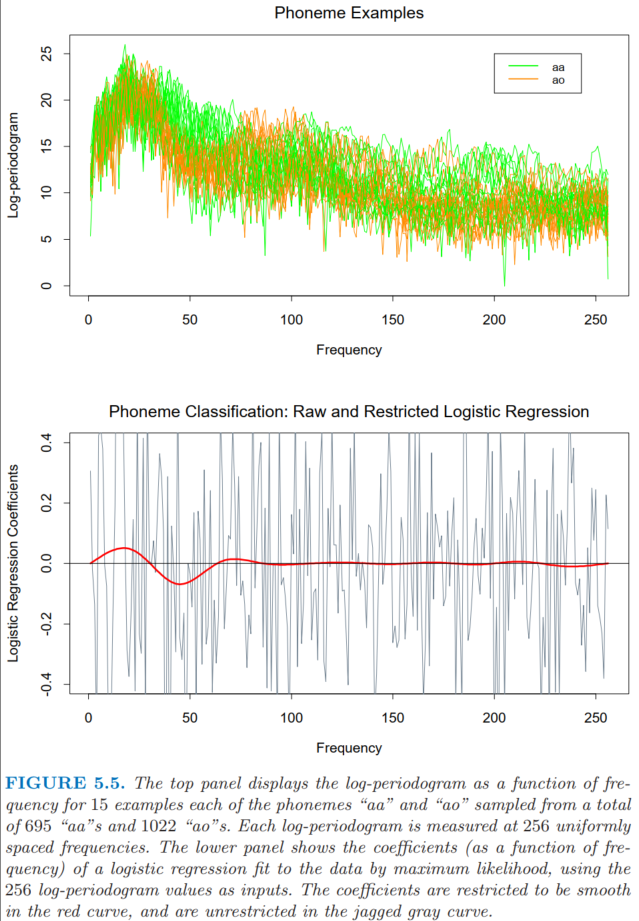 Phoneme Examples
25
20
15
10
5
0
Log-periodogram
aa
ao
0 50 100 150 200 250
Frequency
Phoneme Classification: Raw and Restricted Logistic Regression
0.4
0.2
0.0
-0.2
-0.4
Logistic Regression Coefficients
0 50 100 150 200 250
Frequency
FIGURE 5.5. The top panel displays the log-periodogram as a function of fre-
quency for 15 examples each of the phonemes “aa” and “ao” sampled from a total
of 695 “aa”s and 1022 “ao”s. Each log-periodogram is measured at 256 uniformly
spaced frequencies. The lower panel shows the coefficients (as a function of fre-
quency) of a logistic regression fit to the data by maximum likelihood, using the
256 log-periodogram values as inputs. The coefficients are restricted to be smooth
in the red curve, and are unrestricted in the jagged gray curve.